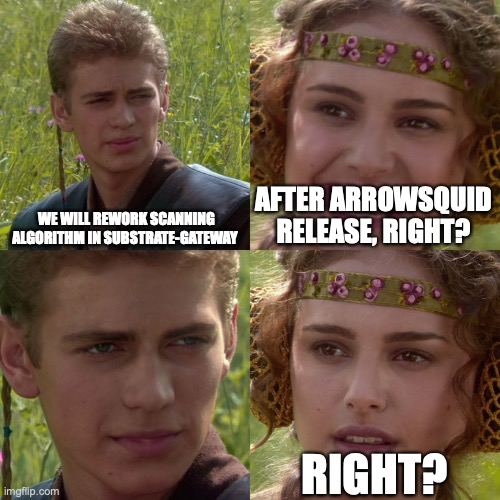 WE WILL REWORK SCANNING
ALGORITHM IN SUBSTRATE-GATEWAY
AFTER ARROWSQUID
RELEASE, RIGHT?
RIGHT?
imgflip.com